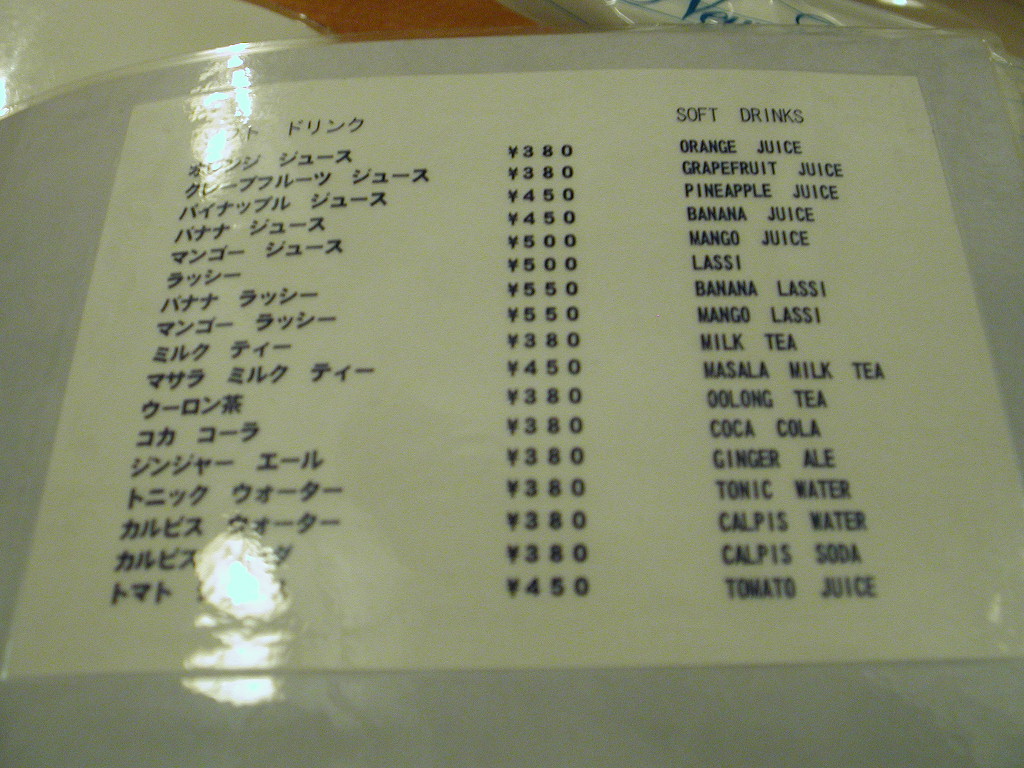 ドリンク SOFT DRINKS
オレンジ ジュース ¥380 ORANGE JUICE
グレープフルーツ ジュース ¥380 GRAPEFRUIT JUICE
パイナップル ジュース ¥450 PINEAPPLE JUICE
バナナ ジュース ¥450 BANANA JUICE
マンゴー ジュース ¥500 MANGO JUICE
ラッシー ¥500 LASSI
バナナ ラッシー ¥550 BANANA LASSI
マンゴー ラッシー ¥550 MANGO LASSI
ミルク ティー ¥380 MILK TEA
マサラ ミルク ティー ¥450 MASALA MILK TEA
ウーロン茶 ¥380 OOLONG TEA
コカ コーラ ¥380 COCA COLA
ジンジャー エール ¥380 GINGER ALE
トニック ウォーター ¥380 TONIC WATER
カルピス ウォーター ¥380 CALPIS WATER
カルピス ¥380 CALPIS SODA
トマト ¥450 TOMATO JUICE